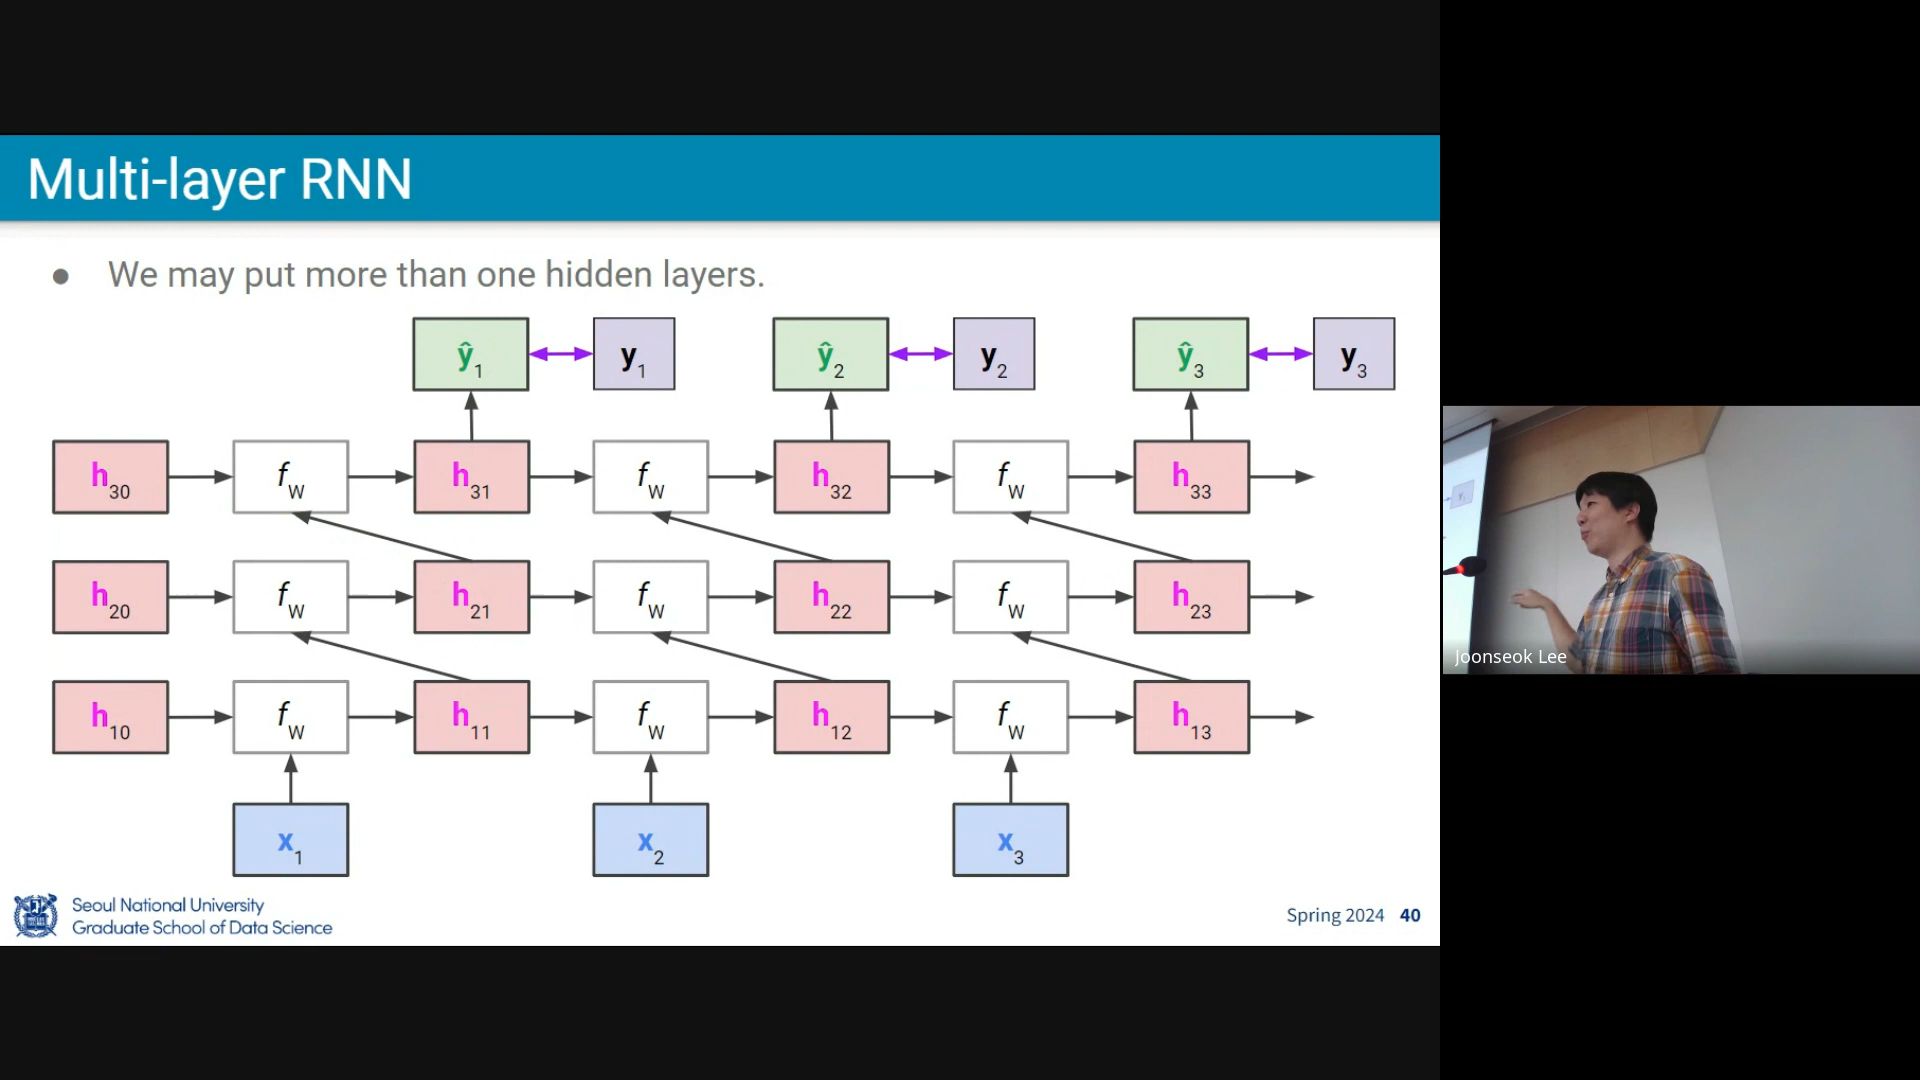 Multi-layer RNN
● We may put more than one hidden layers.
ŷ1 y1 ŷ2 y2 ŷ3 y3
h30 fW h31 fW h32 fW h33
h20 fW h21 fW h22 fW h23
h10 fW h11 fW h12 fW h13
x1 x2 x3
Seoul National University
Graduate School of Data Science
Spring 2024 40
Joonseok Lee